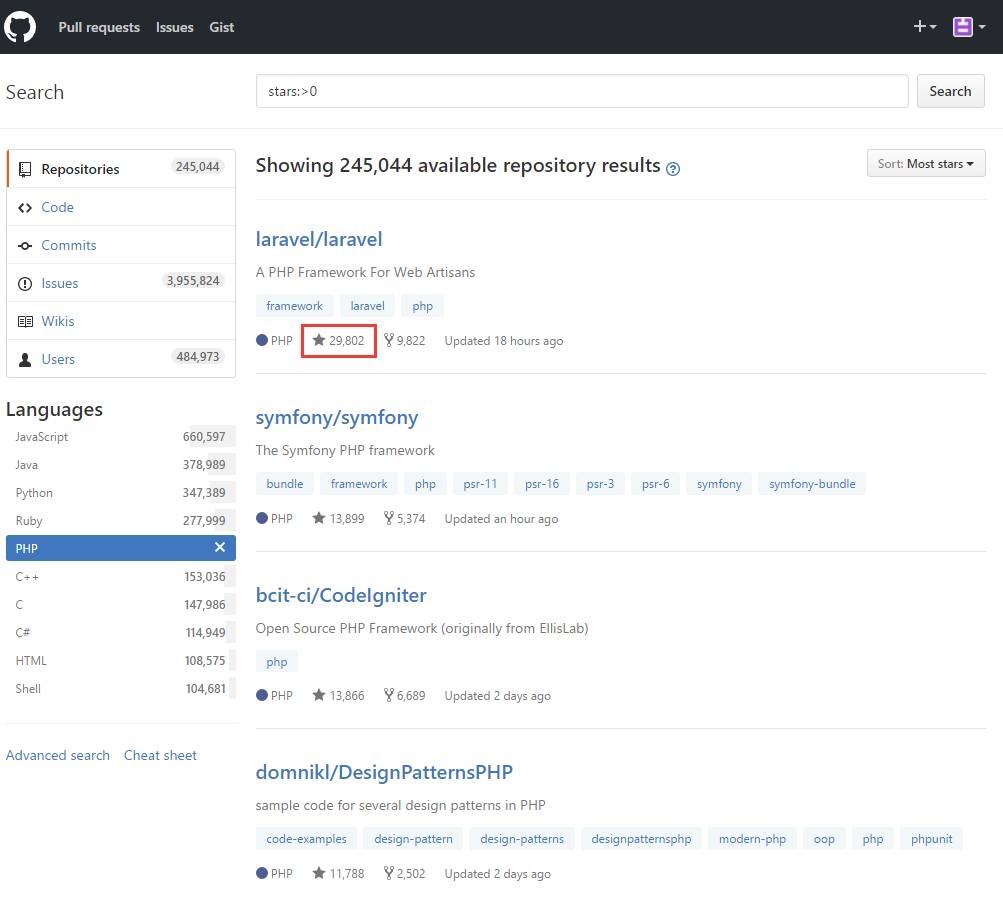 Pull requests Issues Gist
Search
stars:>0
Search
Repositories 245,044
Code
Commits
Issues 3,955,824
Wikis
Users 484,973
Languages
JavaScript 660,597
Java 378,989
Python 347,389
Ruby 277,999
PHP
C++ 153,036
C 147,986
C# 114,949
HTML 108,575
Shell 104,681
Advanced search Cheat sheet
Showing 245,044 available repository results
Sort: Most stars
laravel/laravel
A PHP Framework For Web Artisans
framework laravel php
PHP 29,802 9,822 Updated 18 hours ago
symfony/symfony
The Symfony PHP framework
bundle framework php psr-11 psr-16 psr-3 psr-6 symfony symfony-bundle
PHP 13,899 5,374 Updated an hour ago
bcit-ci/CodeIgniter
Open Source PHP Framework (originally from EllisLab)
php
PHP 13,866 6,689 Updated 2 days ago
domnikl/DesignPatternsPHP
sample code for several design patterns in PHP
code-examples design-pattern design-patterns designpatternsphp modern-php oop php phpunit
PHP 11,788 2,502 Updated 2 days ago